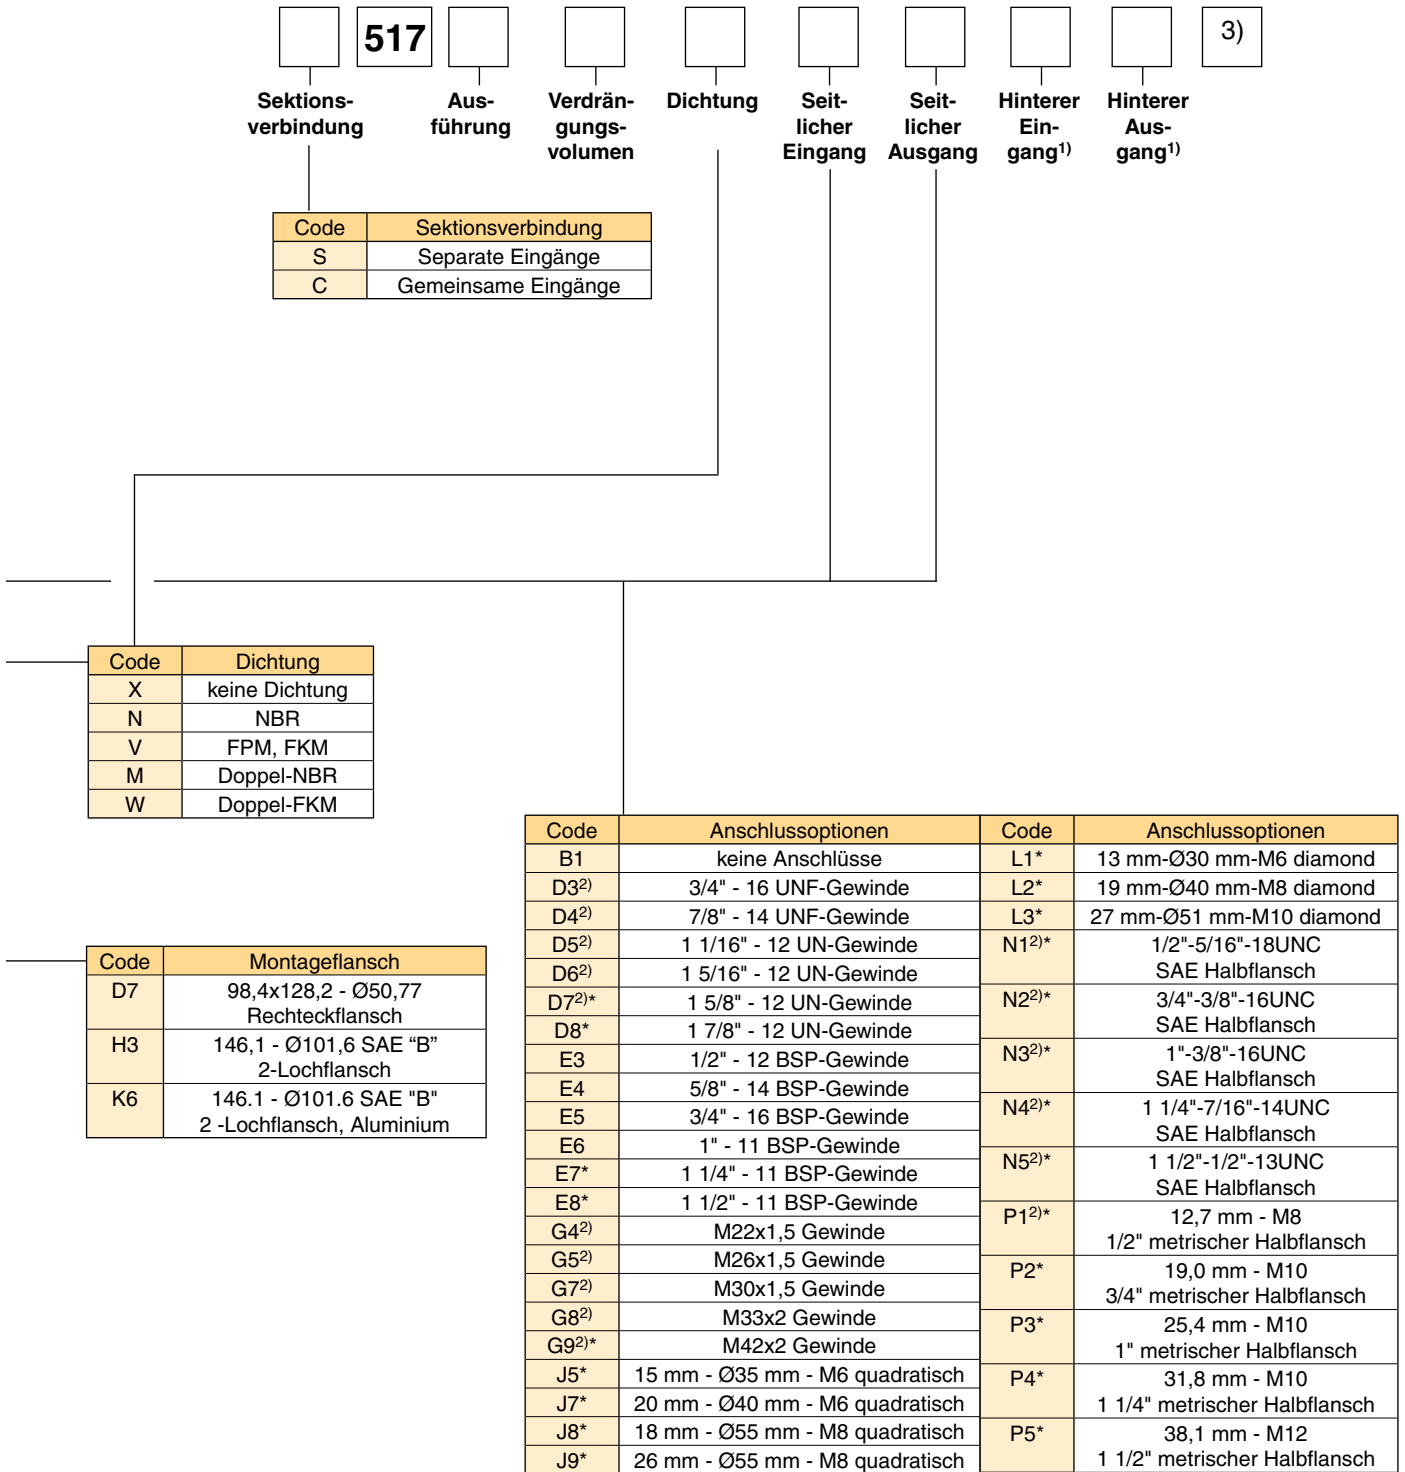 517
3)
Sektions-
verbindung
Aus-
führung
Verdrän-
gungs-
volumen
Dichtung
Seit-
licher
Eingang
Seit-
licher
Ausgang
Hinterer
Ein-
gang1)
Hinterer
Aus-
gang1)
Code Sektionsverbindung
S Separate Eingänge
C Gemeinsame Eingänge
Code Dichtung
X keine Dichtung
N NBR
V FPM, FKM
M Doppel-NBR
W Doppel-FKM
Code Montageflansch
D7 98,4x128,2 - Ø50,77
Rechteckflansch
H3 146,1 - Ø101,6 SAE “B”
2-Lochflansch
K6 146.1 - Ø101.6 SAE "B"
2 -Lochflansch, Aluminium
Code Anschlussoptionen
B1 keine Anschlüsse
D32) 3/4" - 16 UNF-Gewinde
D42) 7/8" - 14 UNF-Gewinde
D52) 1 1/16" - 12 UN-Gewinde
D62) 1 5/16" - 12 UN-Gewinde
D72)* 1 5/8" - 12 UN-Gewinde
D8* 1 7/8" - 12 UN-Gewinde
E3 1/2" - 12 BSP-Gewinde
E4 5/8" - 14 BSP-Gewinde
E5 3/4" - 16 BSP-Gewinde
E6 1" - 11 BSP-Gewinde
E7* 1 1/4" - 11 BSP-Gewinde
E8* 1 1/2" - 11 BSP-Gewinde
G42) M22x1,5 Gewinde
G52) M26x1,5 Gewinde
G72) M30x1,5 Gewinde
G82) M33x2 Gewinde
G92)* M42x2 Gewinde
J5* 15 mm - Ø35 mm - M6 quadratisch
J7* 20 mm - Ø40 mm - M6 quadratisch
J8* 18 mm - Ø55 mm - M8 quadratisch
J9* 26 mm - Ø55 mm - M8 quadratisch
Code Anschlussoptionen
L1* 13 mm-Ø30 mm-M6 diamond
L2* 19 mm-Ø40 mm-M8 diamond
L3* 27 mm-Ø51 mm-M10 diamond
N12)* 1/2"-5/16"-18UNC
SAE Halbflansch
N22)* 3/4"-3/8"-16UNC
SAE Halbflansch
N32)* 1"-3/8"-16UNC
SAE Halbflansch
N42)* 1 1/4"-7/16"-14UNC
SAE Halbflansch
N52)* 1 1/2"-1/2"-13UNC
SAE Halbflansch
P12)* 12,7 mm - M8
1/2" metrischer Halbflansch
P2* 19,0 mm - M10
3/4" metrischer Halbflansch
P3* 25,4 mm - M10
1" metrischer Halbflansch
P4* 31,8 mm - M10
1 1/4" metrischer Halbflansch
P5* 38,1 mm - M12
1 1/2" metrischer Halbflansch